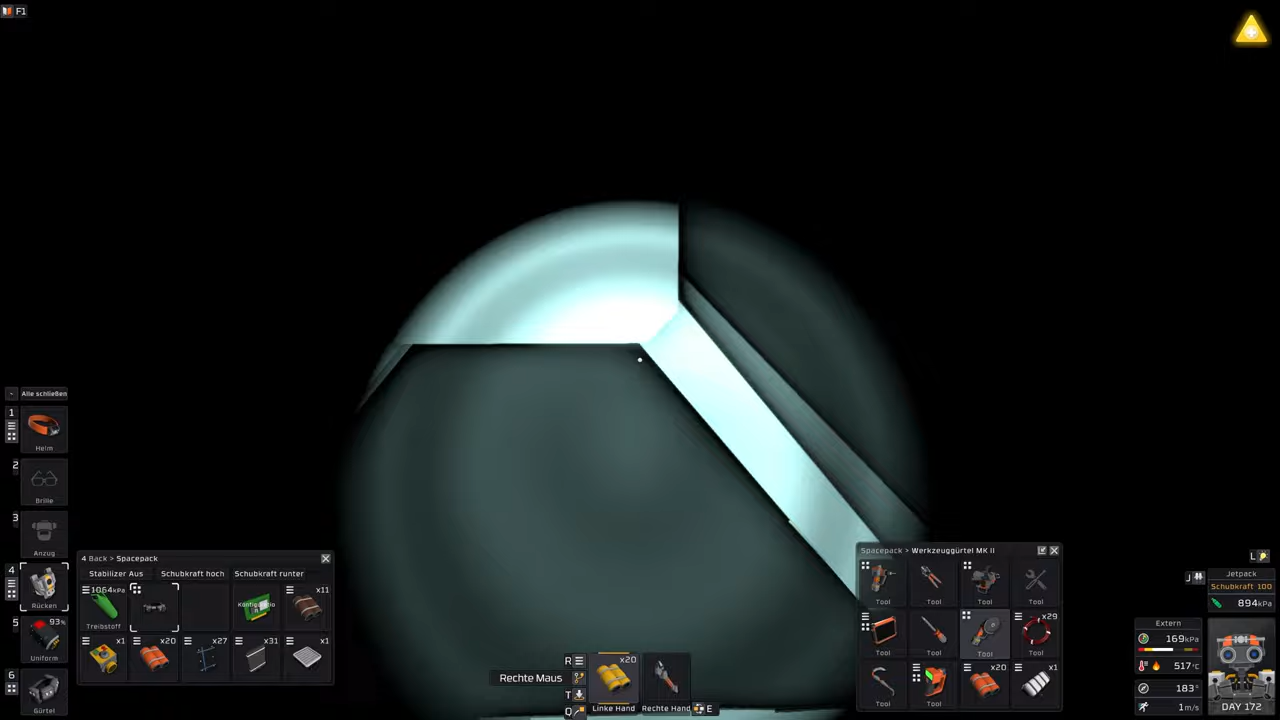 F1
Alle schließen
1
Helm
2
Brille
3
Anzug
4
Rücken
5
93%
Uniform
6
Gürtel
4 Back > Spacepack
Stabilizer Aus Schubkraft hoch Schubkraft runter
1064kPa
Treibstoff
Konfiguratio
n
x11
x1 x20 x27 x31 x1
Rechte Maus
R
T
Q
x20
Linke Hand
Rechte Hand
E
Spacepack > Werkzeuggürtel MK II
Tool Tool Tool Tool
x29
Tool Tool Tool Tool
x20 x1
Tool Tool Tool Tool
L
J
Jetpack
Schubkraft 100
894kPa
Extern
169kPa
517°C
183°
1m/s
DAY 172